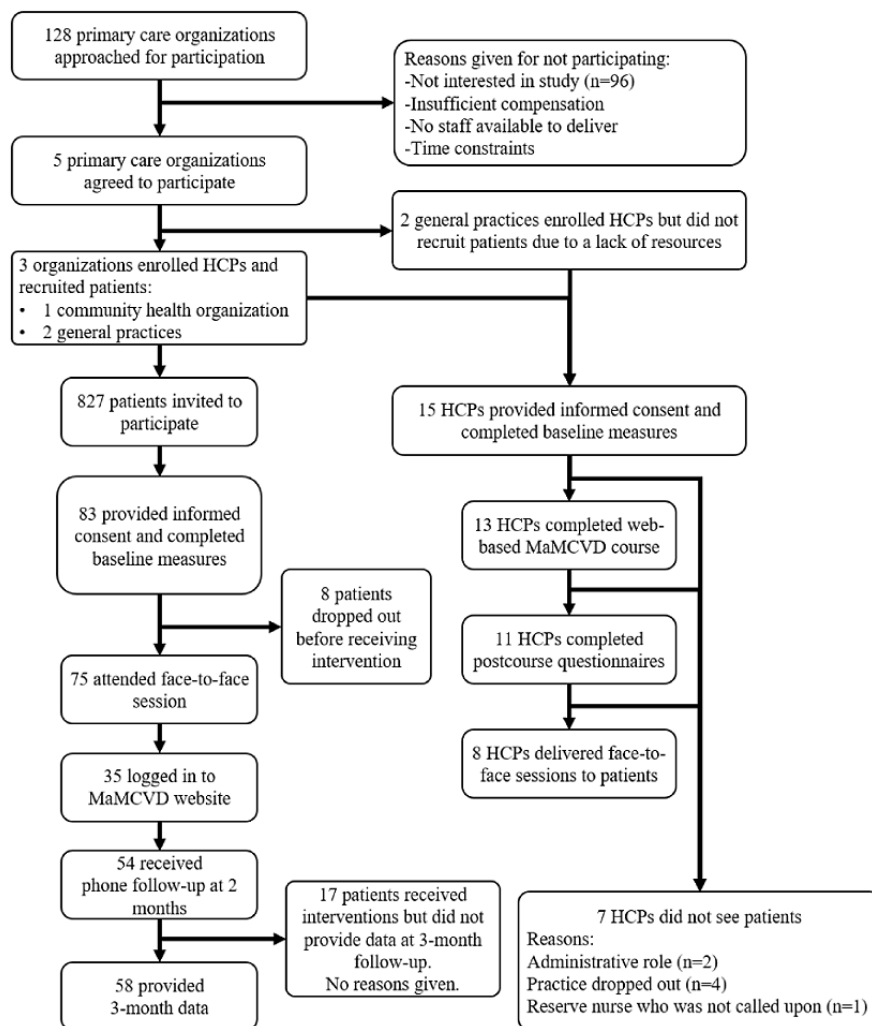 128 primary care organizations
approached for participation
Reasons given for not participating:
-Not interested in study (n=96)
-Insufficient compensation
-No staff available to deliver
-Time constraints
5 primary care organizations
agreed to participate
2 general practices enrolled HCPs but did not
recruit patients due to a lack of resources
3 organizations enrolled HCPs and
recruited patients:
• 1 community health organization
• 2 general practices
827 patients invited to
participate
15 HCPs provided informed consent and
completed baseline measures
83 provided informed
consent and completed
baseline measures
13 HCPs completed web-
based MaMCVD course
8 patients
dropped out
before receiving
intervention
11 HCPs completed
postcourse questionnaires
75 attended face-to-face
session
8 HCPs delivered face-to-
face sessions to patients
35 logged in to
MaMCVD website
54 received
phone follow-up at 2
months
17 patients received
interventions but did not
provide data at 3-month
follow-up.
No reasons given.
7 HCPs did not see patients
Reasons:
Administrative role (n=2)
Practice dropped out (n=4)
Reserve nurse who was not called upon (n=1)
58 provided
3-month data